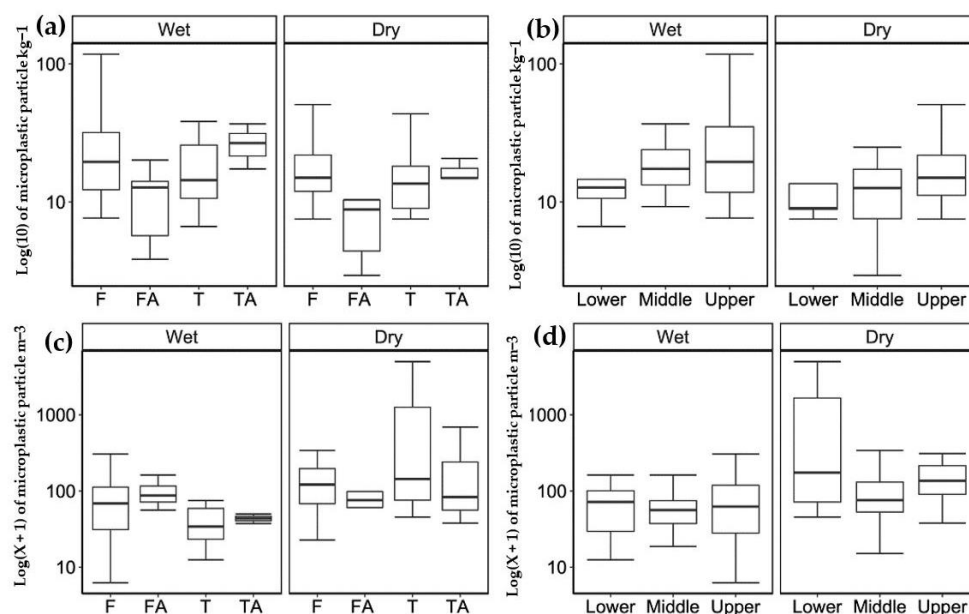 (a)
Wet Dry
Log(10) of microplastic particle kg−1
100
10
F FA T TA F FA T TA
(b)
Wet Dry
Log(10) of microplastic particle kg−1
100
10
Lower Middle Upper Lower Middle Upper
(c)
Wet Dry
Log(X + 1) of microplastic particle m−3
1000
100
10
F FA T TA F FA T TA
(d)
Wet Dry
Log(X + 1) of microplastic particle m−3
1000
100
10
Lower Middle Upper Lower Middle Upper